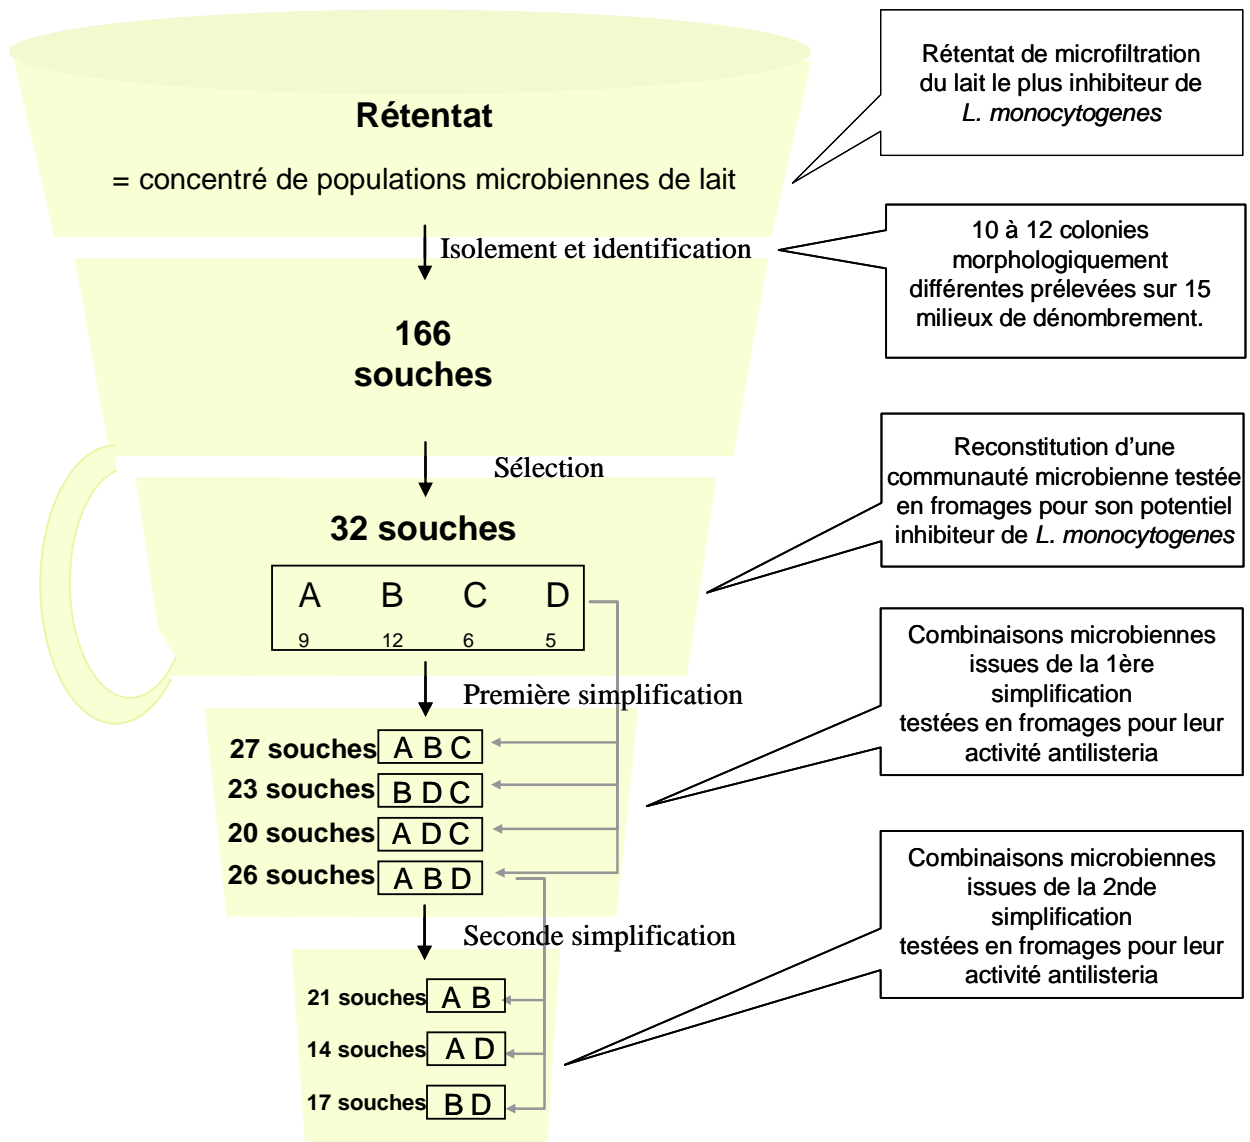 Rétentat
= concentré de populations microbiennes de lait
Rétentat de microfiltration
du lait le plus inhibiteur de
L. monocytogenes
Isolement et identification
10 à 12 colonies
morphologiquement
différentes prélevées sur 15
milieux de dénombrement.
166
souches
Sélection
Reconstitution d'une
communauté microbienne testée
en fromages pour son potentiel
inhibiteur de L. monocytogenes
32 souches
A B C D
9 12 6 5
Première simplification
Combinaisons microbiennes
issues de la 1ère
simplification
testées en fromages pour leur
activité antilisteria
27 souches A B C
23 souches B D C
20 souches A D C
26 souches A B D
Seconde simplification
Combinaisons microbiennes
issues de la 2nde
simplification
testées en fromages pour leur
activité antilisteria
21 souches A B
14 souches A D
17 souches B D